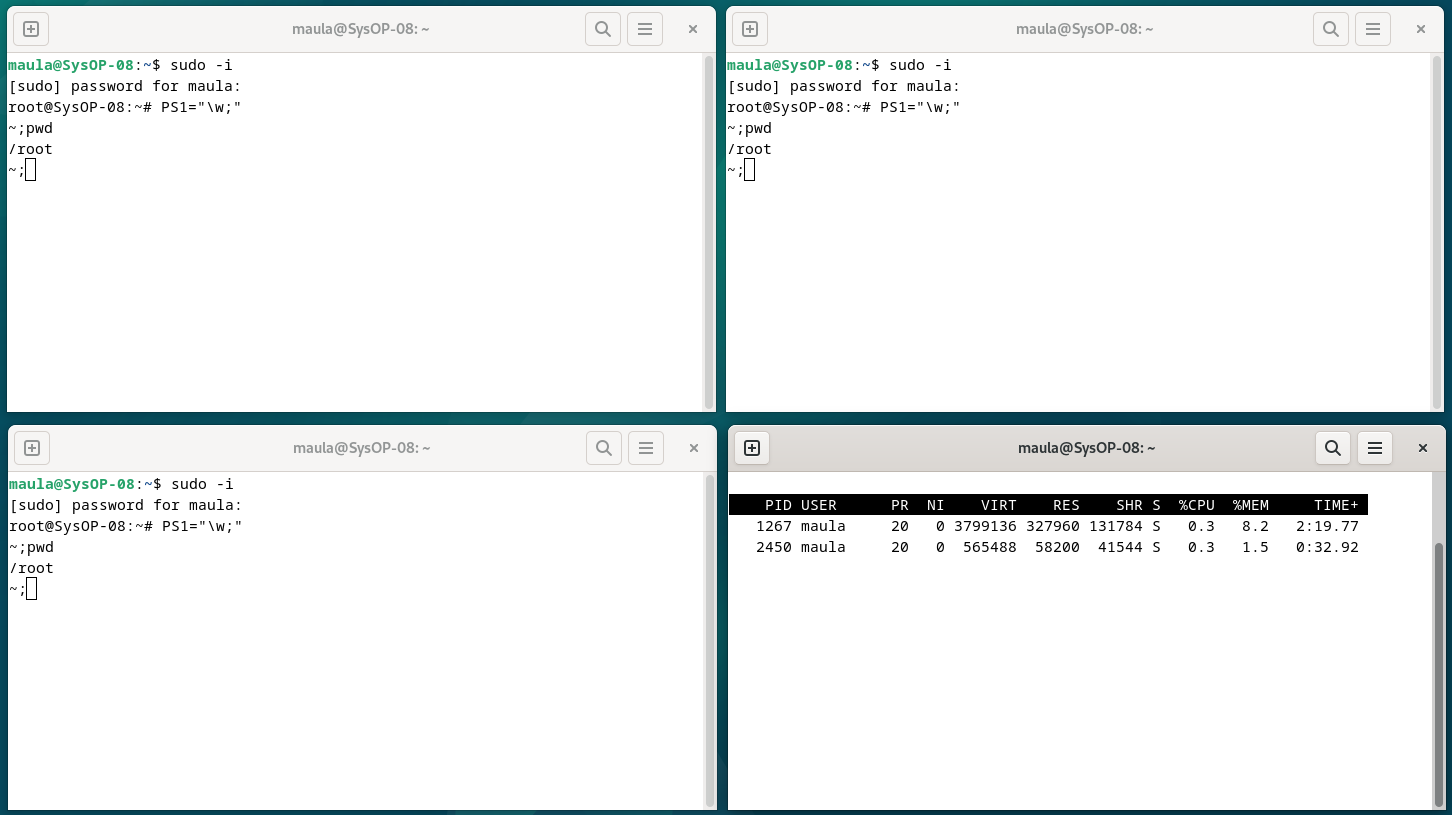 maula@SysOP-08: ~
maula@SysOP-08:~$ sudo -i
[sudo] password for maula:
root@SysOP-08:~# PS1="\w;"
~;pwd
/root
~;
maula@SysOP-08: ~
maula@SysOP-08:~$ sudo -i
[sudo] password for maula:
root@SysOP-08:~# PS1="\w;"
~;pwd
/root
~;
maula@SysOP-08: ~
maula@SysOP-08:~$ sudo -i
[sudo] password for maula:
root@SysOP-08:~# PS1="\w;"
~;pwd
/root
~;
maula@SysOP-08: ~
PID USER PR NI VIRT RES SHR S %CPU %MEM TIME+
1267 maula 20 0 3799136 327960 131784 S 0.3 8.2 2:19.77
2450 maula 20 0 565488 58200 41544 S 0.3 1.5 0:32.92